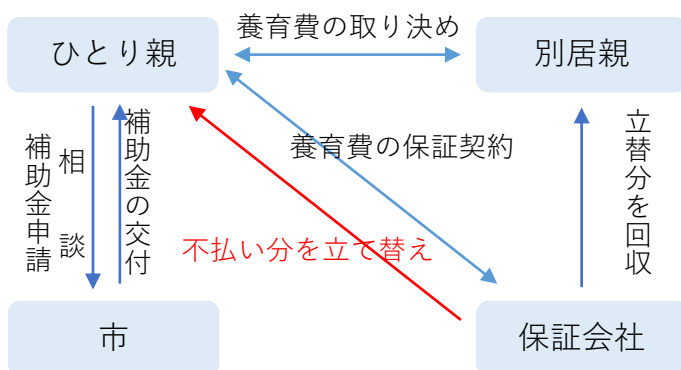 養育費の取り決め
ひとり親
別居親
養育費の保証契約
補助金申請
相談
補助金の交付
立替分を回収
不払い分を立て替え
市
保証会社